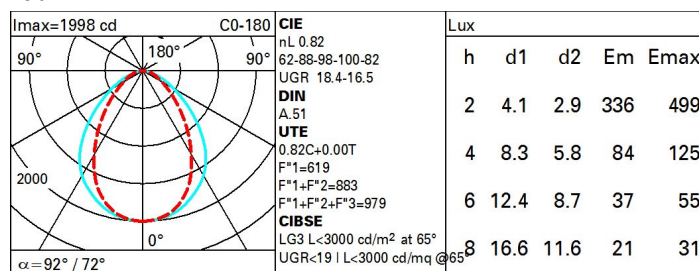 Imax=1998 cd C0-180
90° 180° 90°
2000
0°
α=92° / 72°
CIE
nL 0.82
62-88-98-100-82
UGR 18.4-16.5
DIN
A.51
UTE
0.82C+0.00T
F"1=619
F"1+F"2=883
F"1+F"2+F"3=979
CIBSE
LG3 L<3000 cd/m² at 65°
UGR<19 | L<3000 cd/mq @65°
Lux
h d1 d2 Em Emax
2 4.1 2.9 336 499
4 8.3 5.8 84 125
6 12.4 8.7 37 55
8 16.6 11.6 21 31